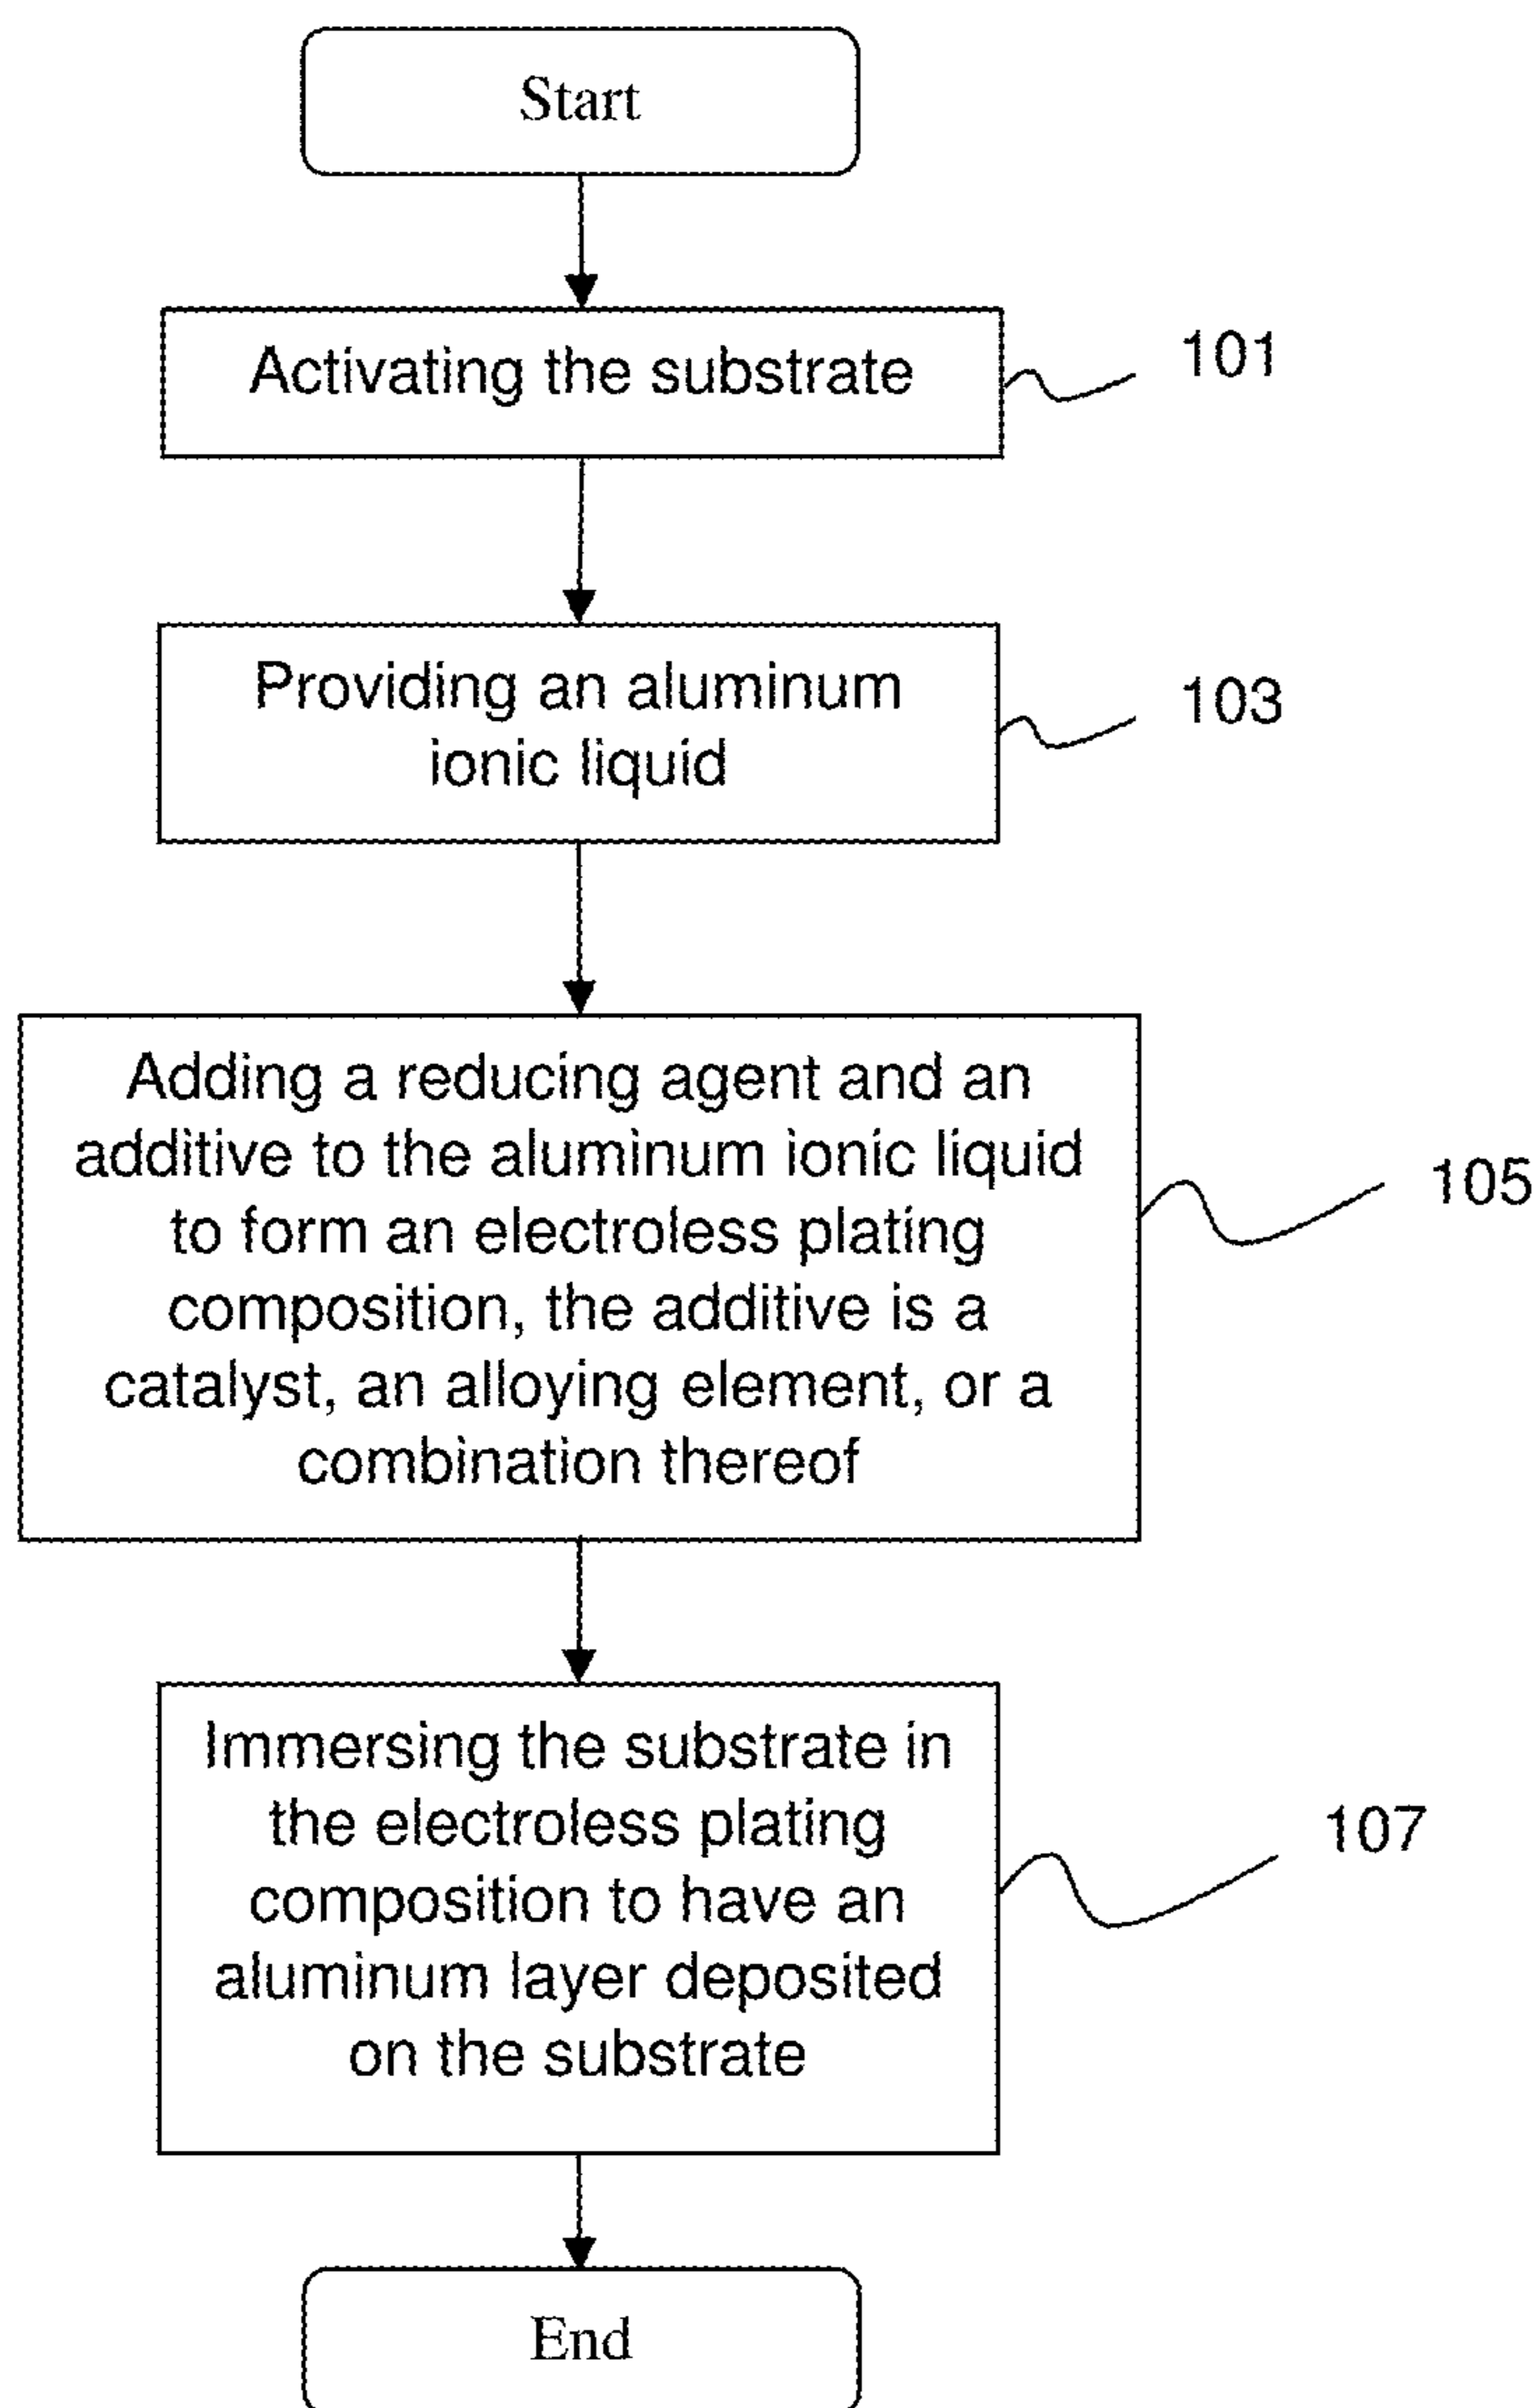 Start
Activating the substrate
101
Providing an aluminum
ionic liquid
103
Adding a reducing agent and an
additive to the aluminum ionic liquid
to form an electroless plating
composition, the additive is a
catalyst, an alloying element, or a
combination thereof
105
Immersing the substrate in
the electroless plating
composition to have an
aluminum layer deposited
on the substrate
107
End